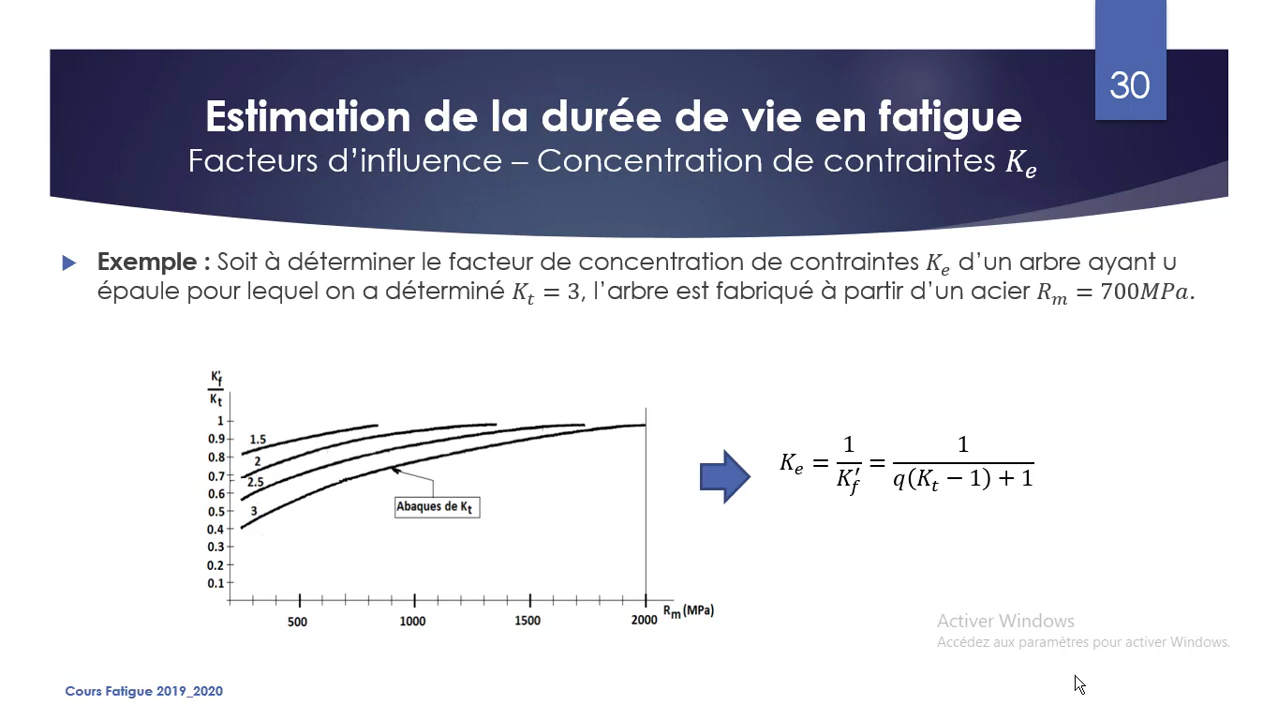 30
Estimation de la durée de vie en fatigue
Facteurs d’influence – Concentration de contraintes Kₑ
Exemple : Soit à déterminer le facteur de concentration de contraintes Kₑ d’un arbre ayant u
épaule pour lequel on a déterminé Kₜ = 3, l’arbre est fabriqué à partir d’un acier Rₘ = 700MPa.
K'f
Kt
1
0.9
0.8
0.7
0.6
0.5
0.4
0.3
0.2
0.1
1.5
2
2.5
3
Abaques de Kt
500
1000
1500
2000
Rm (MPa)
Kₑ = 1/K'f = 1/(q(Kₜ − 1) + 1)
Activer Windows
Accédez aux paramètres pour activer Windows.
Cours Fatigue 2019_2020